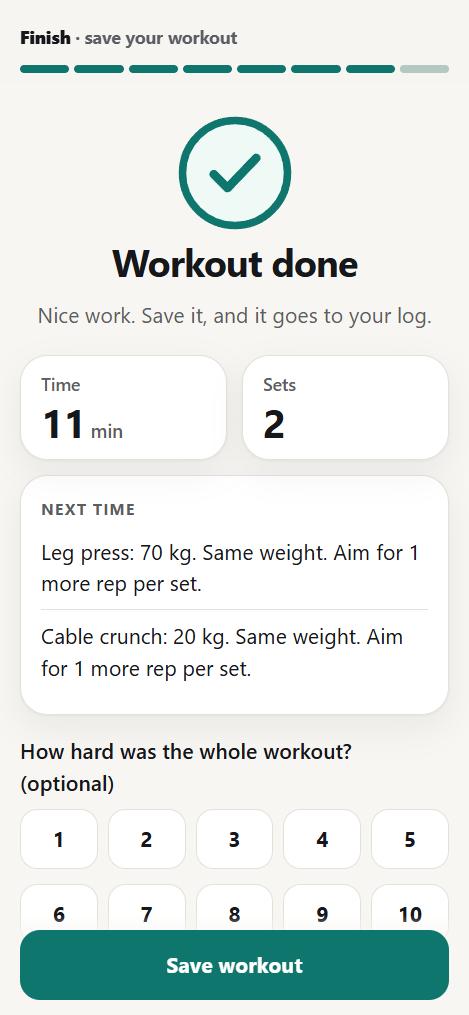 Finish · save your workout
Workout done
Nice work. Save it, and it goes to your log.
Time
11 min
Sets
2
NEXT TIME
Leg press: 70 kg. Same weight. Aim for 1
more rep per set.
Cable crunch: 20 kg. Same weight. Aim
for 1 more rep per set.
How hard was the whole workout?
(optional)
1 2 3 4 5
6 7 8 9 10
Save workout